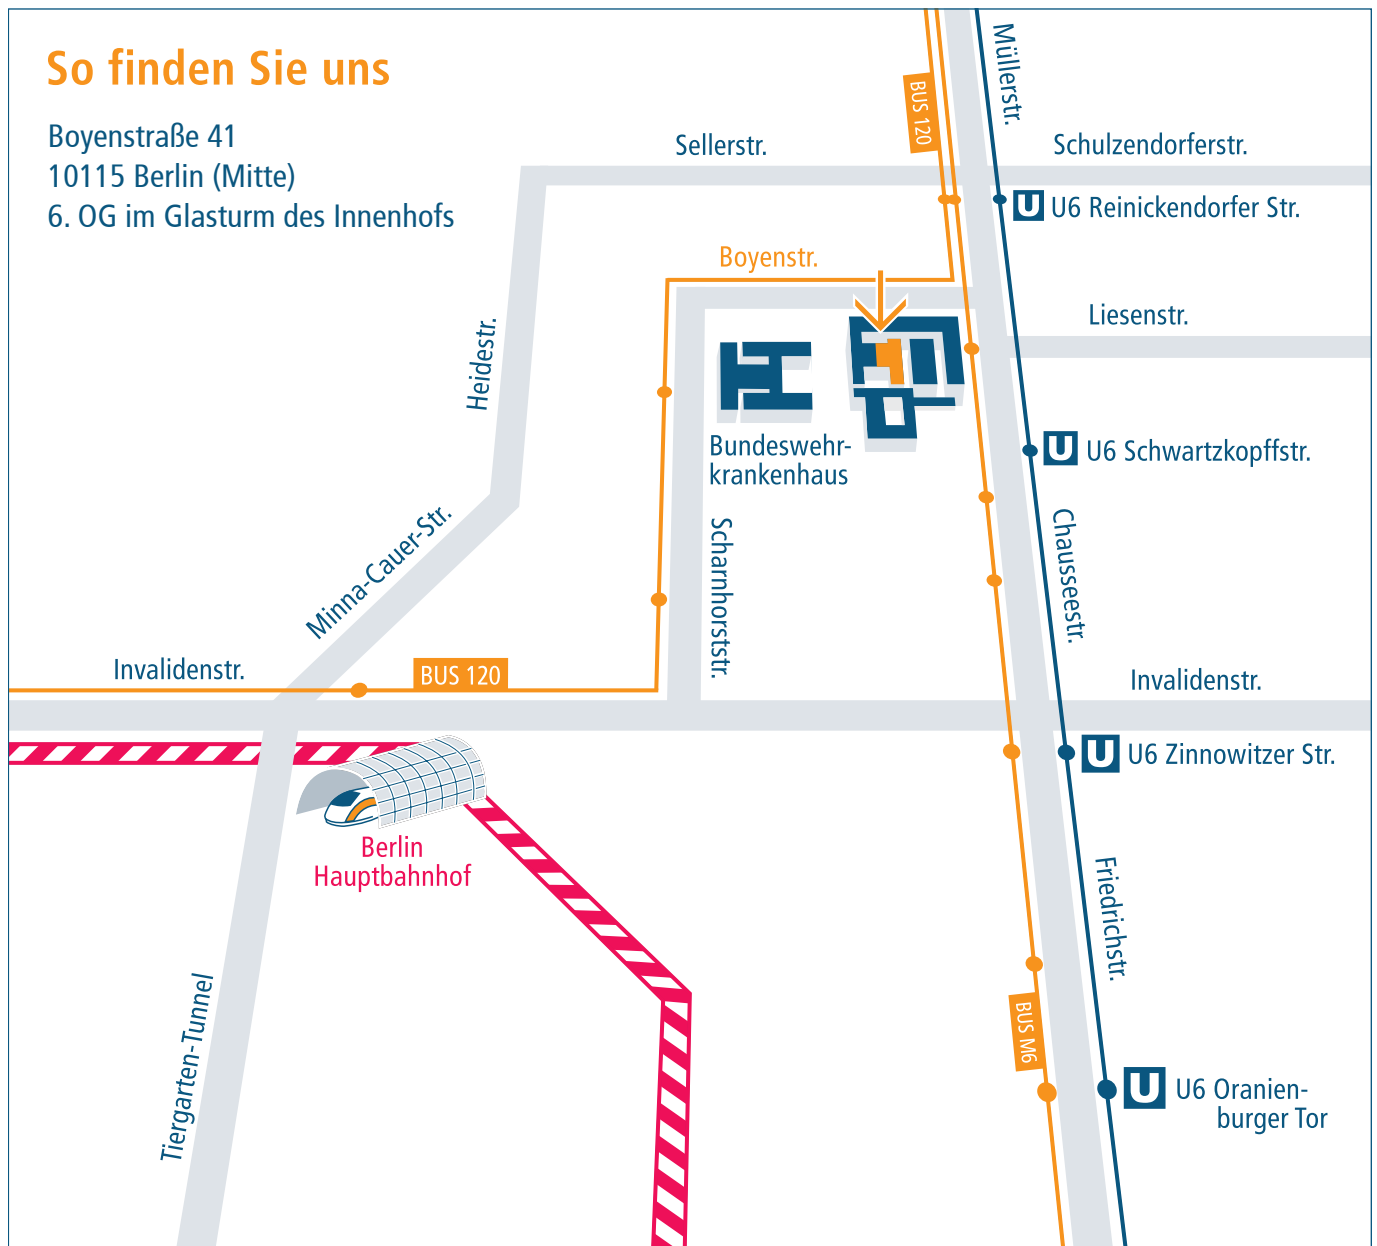 So finden Sie uns
Boyenstraße 41
10115 Berlin (Mitte)
6. OG im Glasturm des Innenhofs
Müllerstr.
BUS 120
Sellerstr.
Schulzendorferstr.
U U6 Reinickendorfer Str.
Boyenstr.
Liesenstr.
Heidestr.
Bundeswehr-
krankenhaus
U U6 Schwartzkopffstr.
Minna-Cauer-Str.
Scharnhorststr.
Chausseestr.
Invalidenstr.
BUS 120
Invalidenstr.
U U6 Zinnowitzer Str.
Berlin
Hauptbahnhof
Friedrichstr.
Tiergarten-Tunnel
BUS M6
U U6 Oranien-
burger Tor